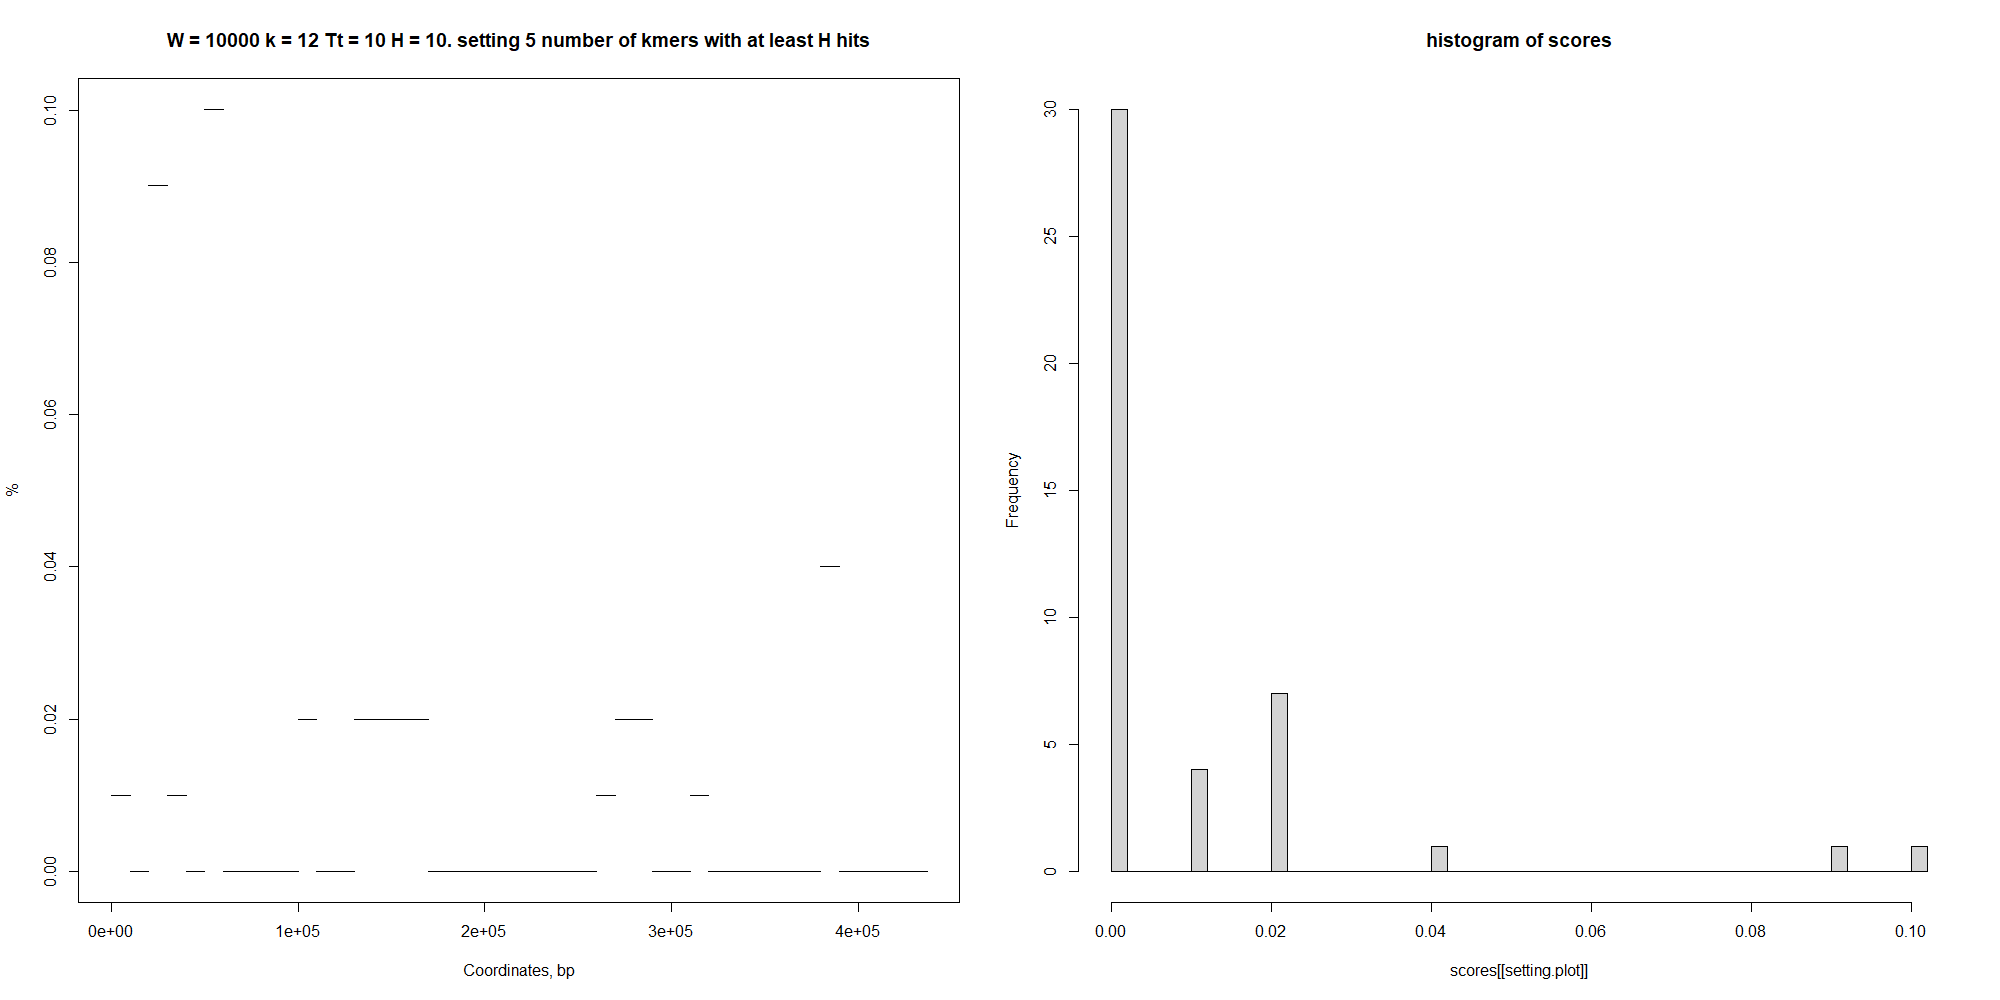 W = 10000 k = 12 Tt = 10 H = 10. setting 5 number of kmers with at least H hits
%
0.10
0.08
0.06
0.04
0.02
0.00
0e+00 1e+05 2e+05 3e+05 4e+05
Coordinates, bp
histogram of scores
Frequency
30
25
20
15
10
5
0
0.00 0.02 0.04 0.06 0.08 0.10
scores[[setting.plot]]